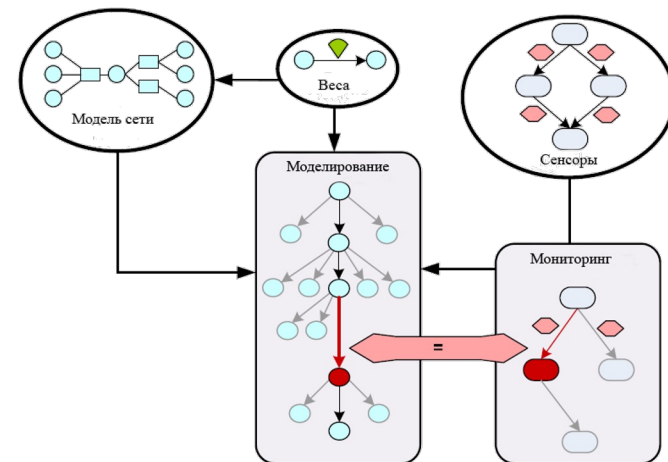 Модель сети
Веса
Сенсоры
Моделирование
Мониторинг
=